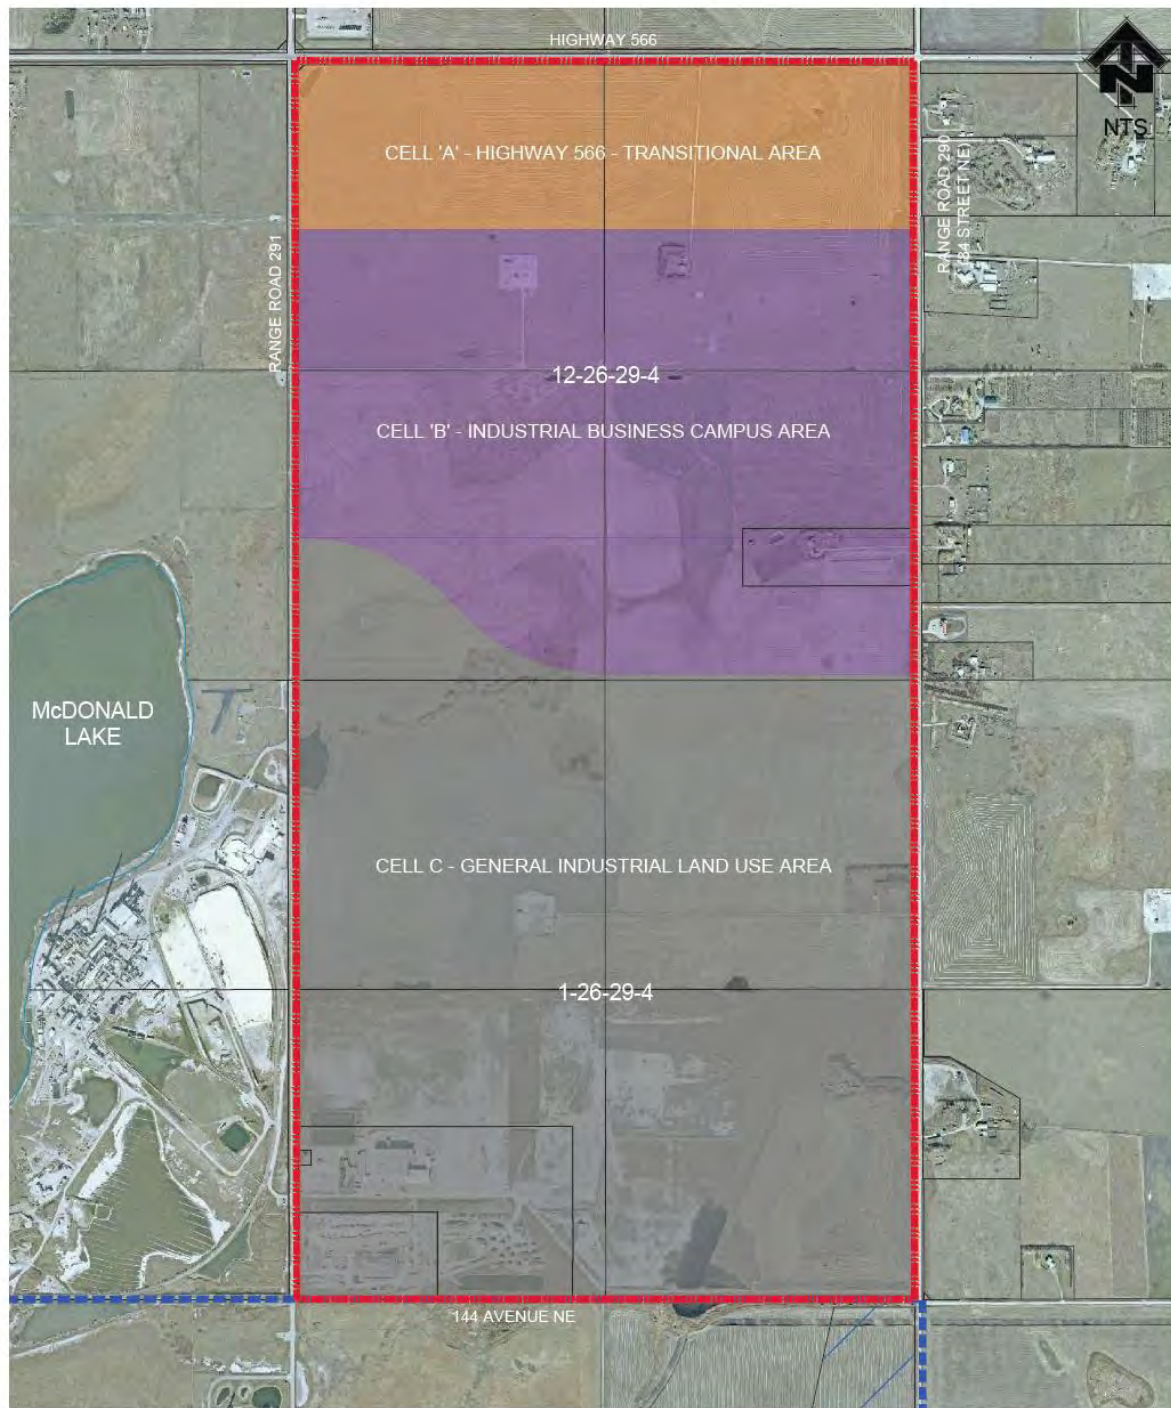 HIGHWAY 566
N
NTS
CELL 'A' - HIGHWAY 566 - TRANSITIONAL AREA
RANGE ROAD 291
RANGE ROAD 290
(84 STREET NE)
12-26-29-4
CELL 'B' - INDUSTRIAL BUSINESS CAMPUS AREA
McDONALD
LAKE
CELL C - GENERAL INDUSTRIAL LAND USE AREA
1-26-29-4
144 AVENUE NE